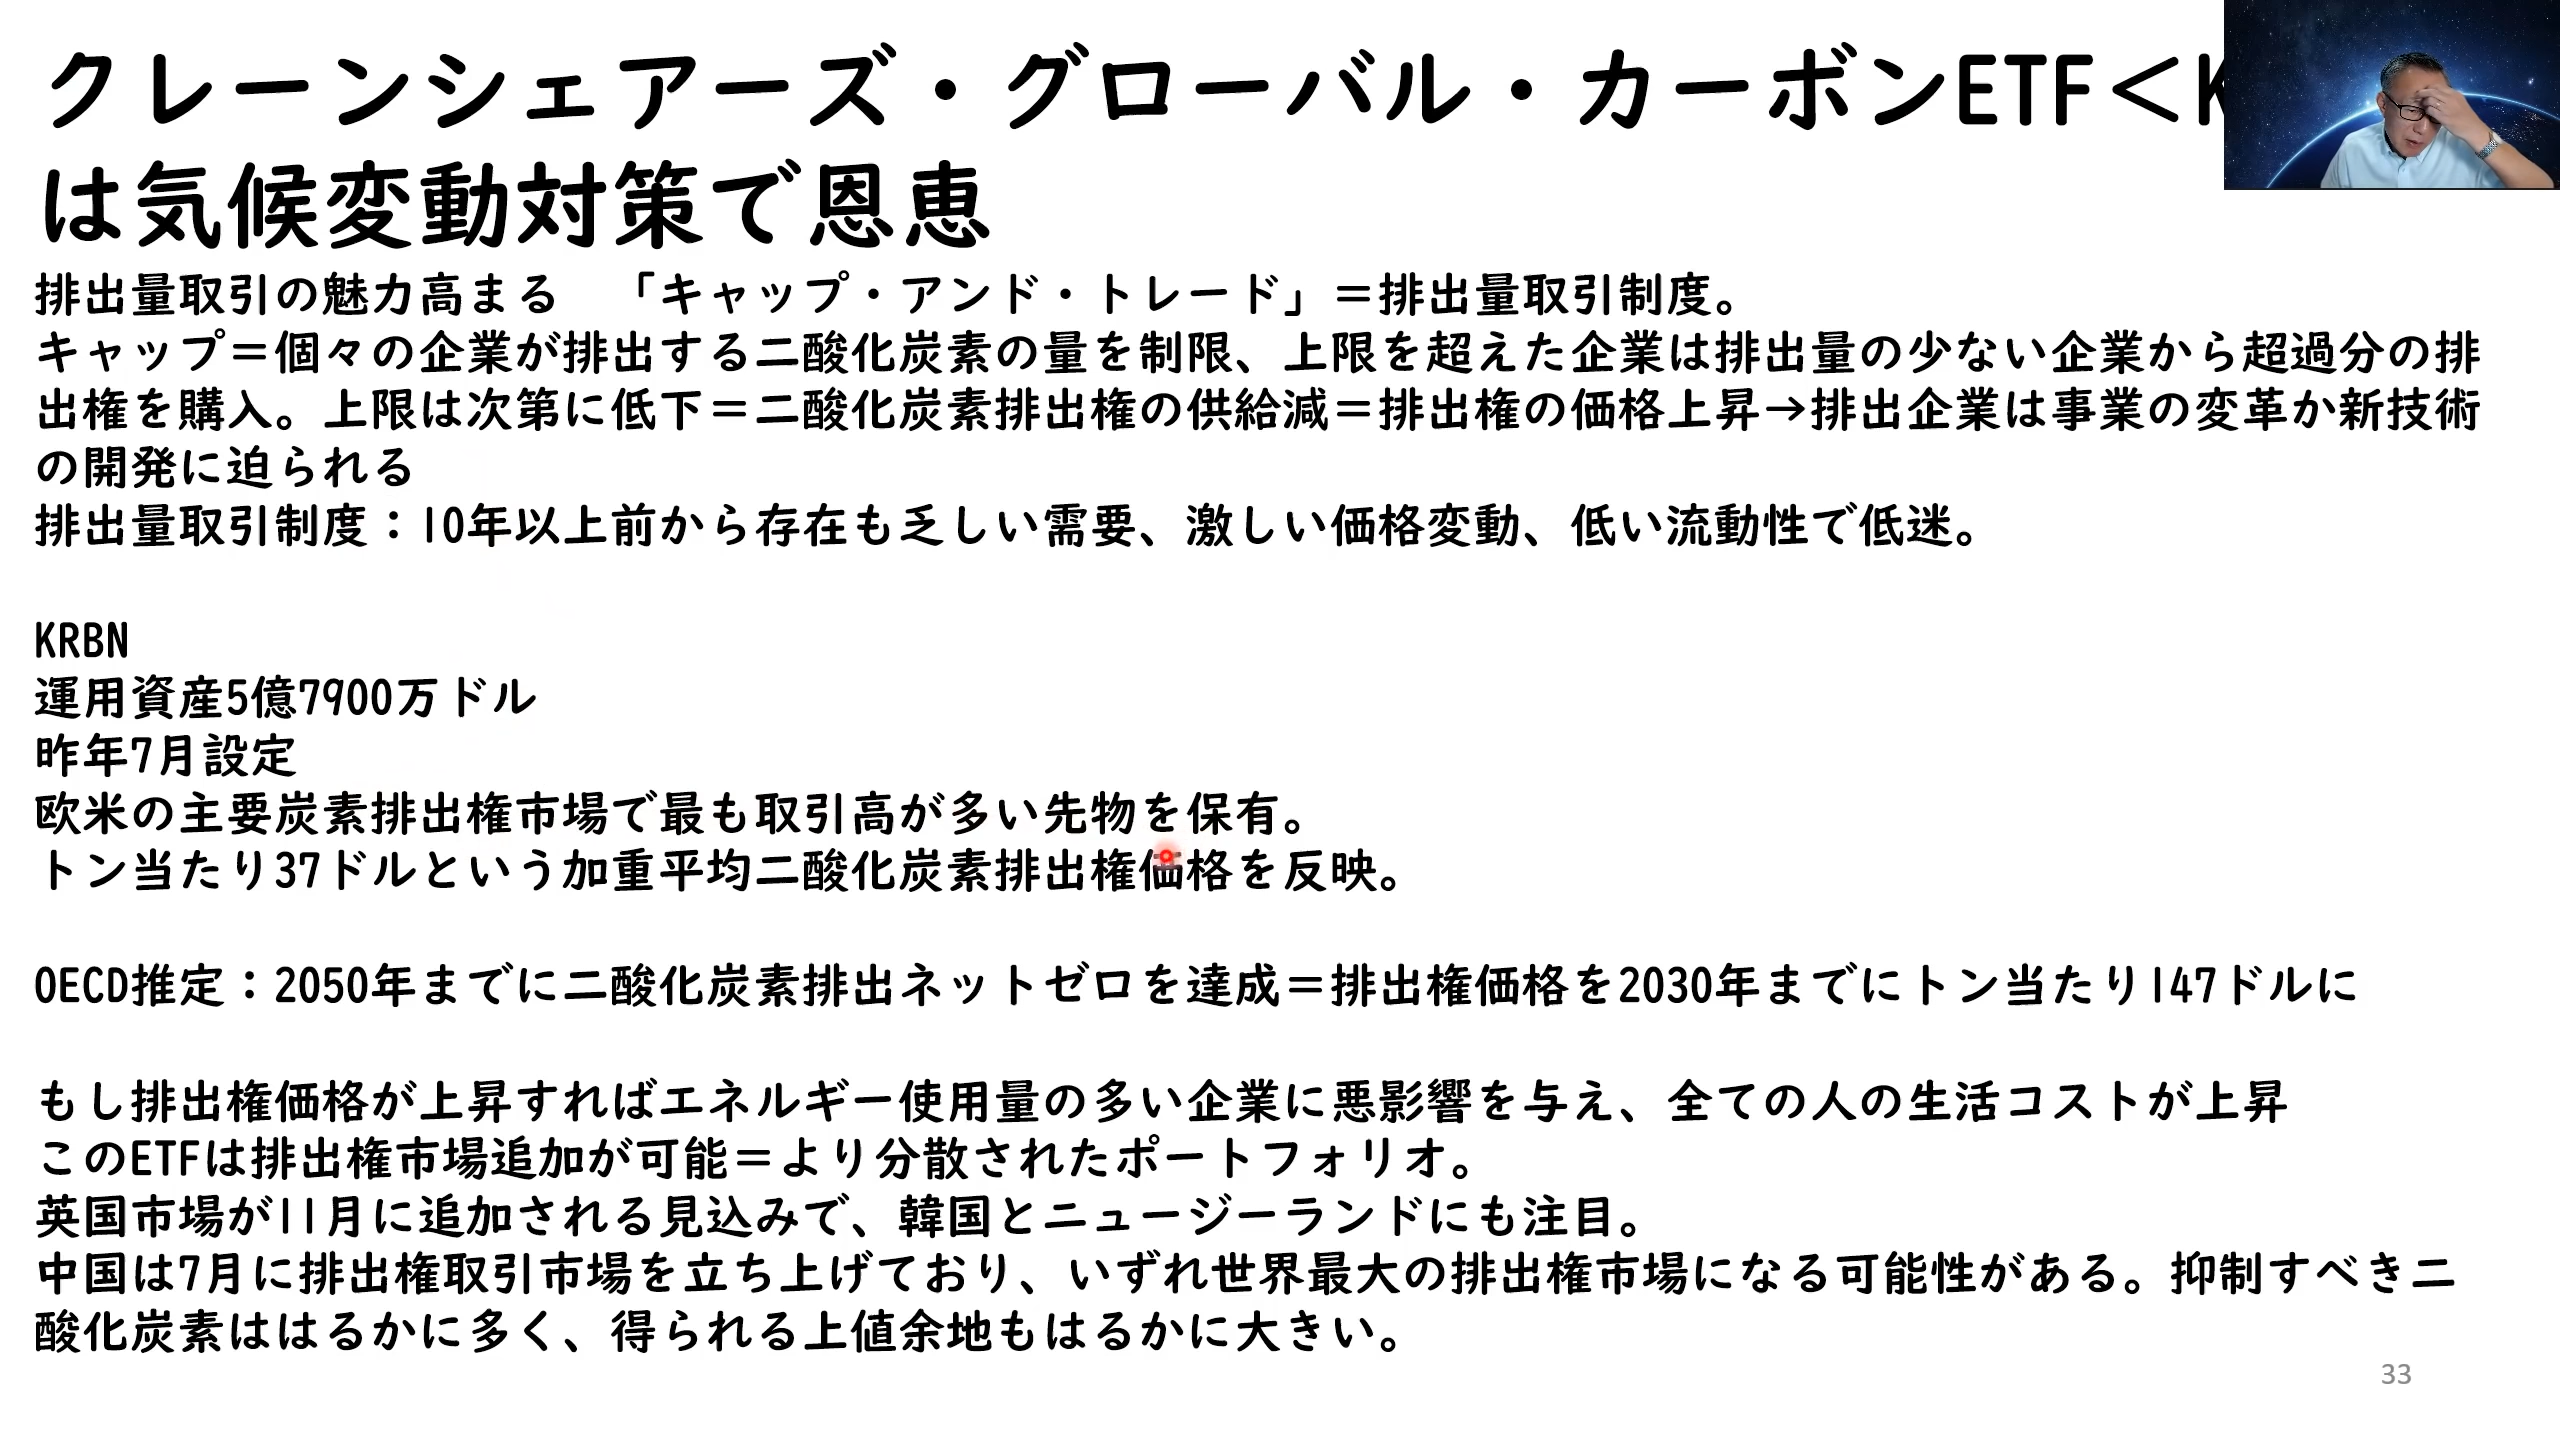 クレーンシェアーズ・グローバル・カーボンETF＜K
は気候変動対策で恩恵
排出量取引の魅力高まる　「キャップ・アンド・トレード」＝排出量取引制度。
キャップ＝個々の企業が排出する二酸化炭素の量を制限、上限を超えた企業は排出量の少ない企業から超過分の排
出権を購入。上限は次第に低下＝二酸化炭素排出権の供給減＝排出権の価格上昇→排出企業は事業の変革か新技術
の開発に迫られる
排出量取引制度：10年以上前から存在も乏しい需要、激しい価格変動、低い流動性で低迷。
KRBN
運用資産5億7900万ドル
昨年7月設定
欧米の主要炭素排出権市場で最も取引高が多い先物を保有。
トン当たり37ドルという加重平均二酸化炭素排出権価格を反映。
OECD推定：2050年までに二酸化炭素排出ネットゼロを達成＝排出権価格を2030年までにトン当たり147ドルに
もし排出権価格が上昇すればエネルギー使用量の多い企業に悪影響を与え、全ての人の生活コストが上昇
このETFは排出権市場追加が可能＝より分散されたポートフォリオ。
英国市場が11月に追加される見込みで、韓国とニュージーランドにも注目。
中国は7月に排出権取引市場を立ち上げており、いずれ世界最大の排出権市場になる可能性がある。抑制すべき二
酸化炭素ははるかに多く、得られる上値余地もはるかに大きい。
33